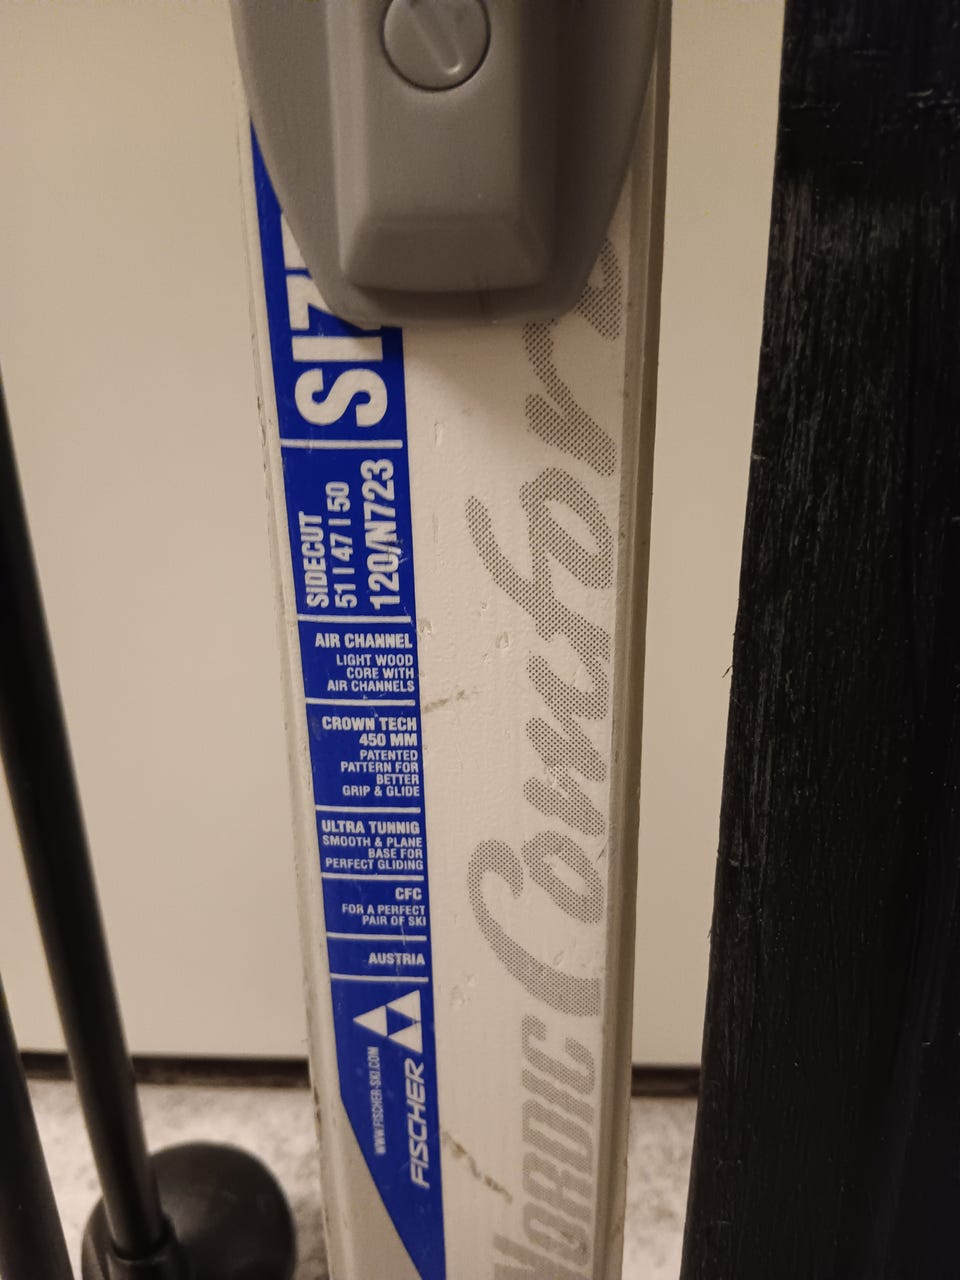 SIDECUT
51 I 47 I 50
120/N723
AIR CHANNEL
LIGHT WOOD
CORE WITH
AIR CHANNELS
CROWN TECH
450 MM
PATENTED
PATTERN FOR
BETTER
GRIP & GLIDE
ULTRA TUNNIG
SMOOTH & PLANE
BASE FOR
PERFECT GLIDING
CFC
FOR A PERFECT
PAIR OF SKI
AUSTRIA
WWW.FISCHER-SKI.COM
FISCHER
NORDIC